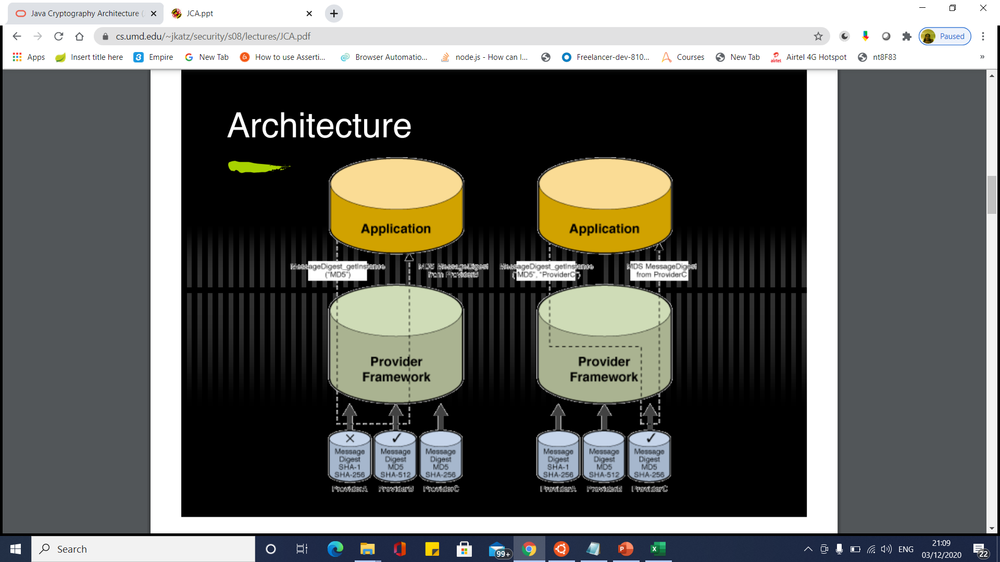 Java Cryptography Architecture (
JCA.ppt
cs.umd.edu/~jkatz/security/s08/lectures/JCA.pdf
Paused
Apps
Insert title here
Empire
New Tab
How to use Asserti...
Browser Automatio...
node.js - How can I...
Freelancer-dev-810...
Courses
New Tab
Airtel 4G Hotspot
nt8F83
»
Architecture
Application
Application
MessageDigest_getInstance
("MD5")
MD5 MessageDigest
from ProviderB
MessageDigest_getInstance
("MD5", "ProviderC")
MDS MessageDigest
from ProviderC
Provider
Framework
Provider
Framework
Message
Digest
SHA-1
SHA-256
ProviderA
Message
Digest
MD5
SHA-512
ProviderB
Message
Digest
MD5
SHA-256
ProviderC
Message
Digest
SHA-1
SHA-256
ProviderA
Message
Digest
MD5
SHA-512
ProviderB
Message
Digest
MD5
SHA-256
ProviderC
Search
99+
ENG
21:09
03/12/2020
22